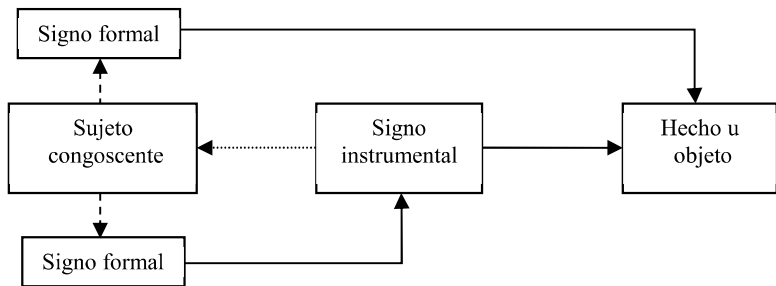 Signo formal
Sujeto
congoscente
Signo
instrumental
Hecho u
objeto
Signo formal